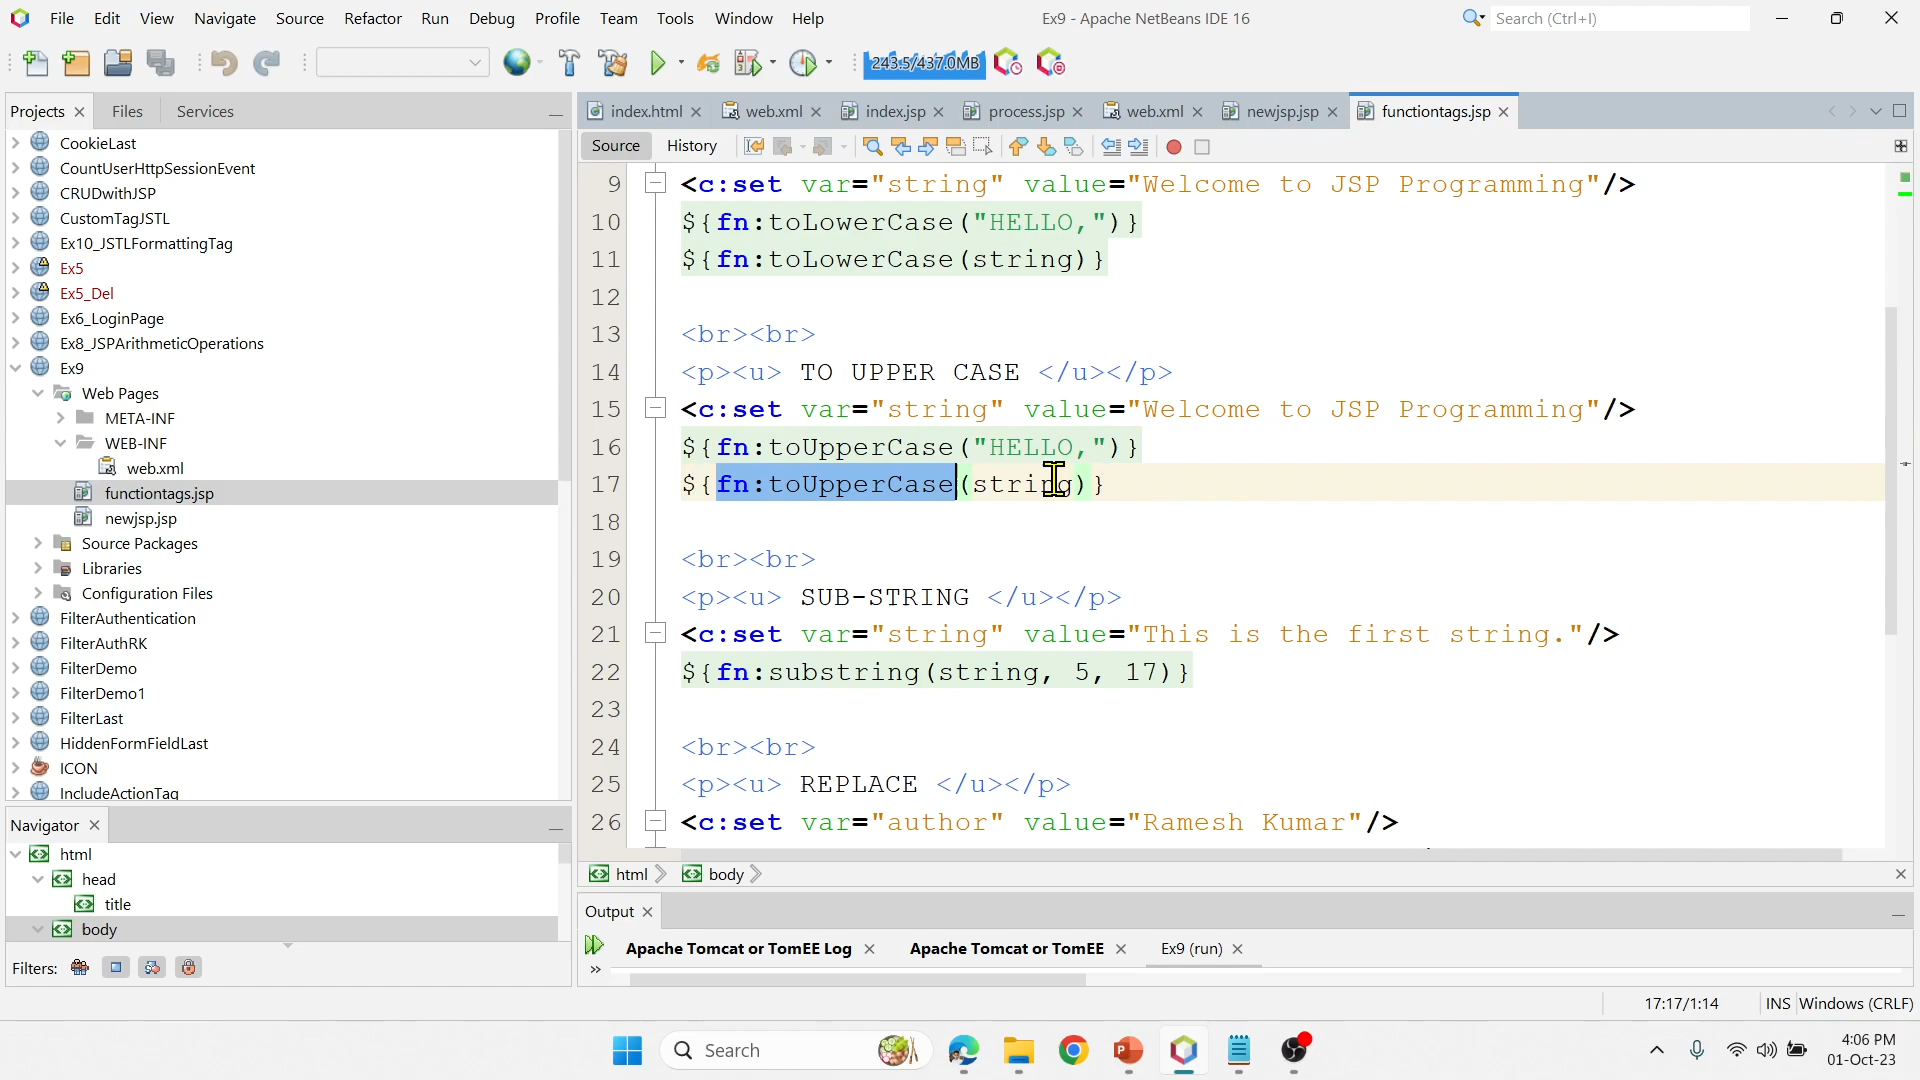 File Edit View Navigate Source Refactor Run Debug Profile Team Tools Window Help
Ex9 - Apache NetBeans IDE 16
Search (Ctrl+I)
243.5/437.0MB
Projects
Files
Services
CookieLast
CountUserHttpSessionEvent
CRUDwithJSP
CustomTagJSTL
Ex10_JSTLFormattingTag
Ex5
Ex5_Del
Ex6_LoginPage
Ex8_JSPArithmeticOperations
Ex9
Web Pages
META-INF
WEB-INF
web.xml
functiontags.jsp
newjsp.jsp
Source Packages
Libraries
Configuration Files
FilterAuthentication
FilterAuthRK
FilterDemo
FilterDemo1
FilterLast
HiddenFormFieldLast
ICON
IncludeActionTag
Navigator
html
head
title
body
Filters:
index.html web.xml index.jsp process.jsp web.xml newjsp.jsp functiontags.jsp
Source History
9 <c:set var="string" value="Welcome to JSP Programming"/>
10 ${fn:toLowerCase("HELLO,")}
11 ${fn:toLowerCase(string)}
12
13 <br><br>
14 <p><u> TO UPPER CASE </u></p>
15 <c:set var="string" value="Welcome to JSP Programming"/>
16 ${fn:toUpperCase("HELLO,")}
17 ${fn:toUpperCase(string)}
18
19 <br><br>
20 <p><u> SUB-STRING </u></p>
21 <c:set var="string" value="This is the first string."/>
22 ${fn:substring(string, 5, 17)}
23
24 <br><br>
25 <p><u> REPLACE </u></p>
26 <c:set var="author" value="Ramesh Kumar"/>
html body
Output
Apache Tomcat or TomEE Log
Apache Tomcat or TomEE
Ex9 (run)
17:17/1:14 INS Windows (CRLF)
Search
4:06 PM
01-Oct-23